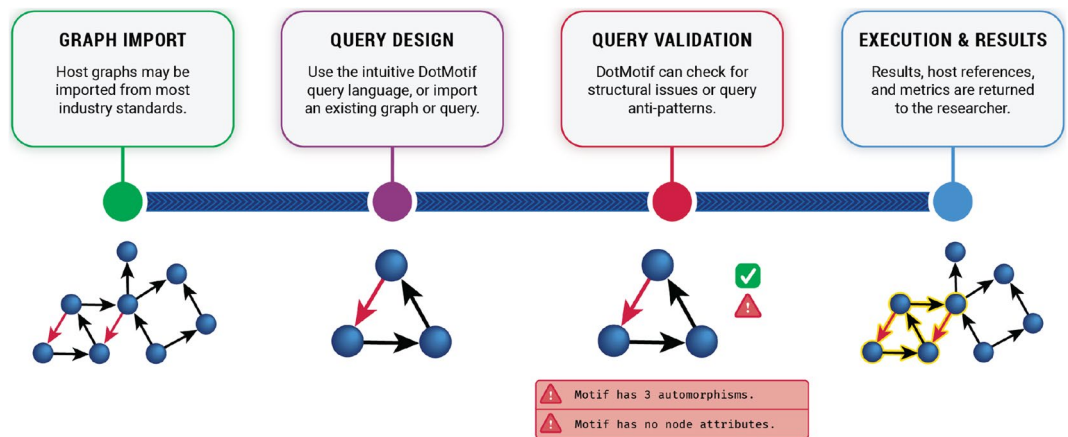 GRAPH IMPORT
Host graphs may be
imported from most
industry standards.
QUERY DESIGN
Use the intuitive DotMotif
query language, or import
an existing graph or query.
QUERY VALIDATION
DotMotif can check for
structural issues or query
anti-patterns.
EXECUTION & RESULTS
Results, host references,
and metrics are returned
to the researcher.
Motif has 3 automorphisms.
Motif has no node attributes.